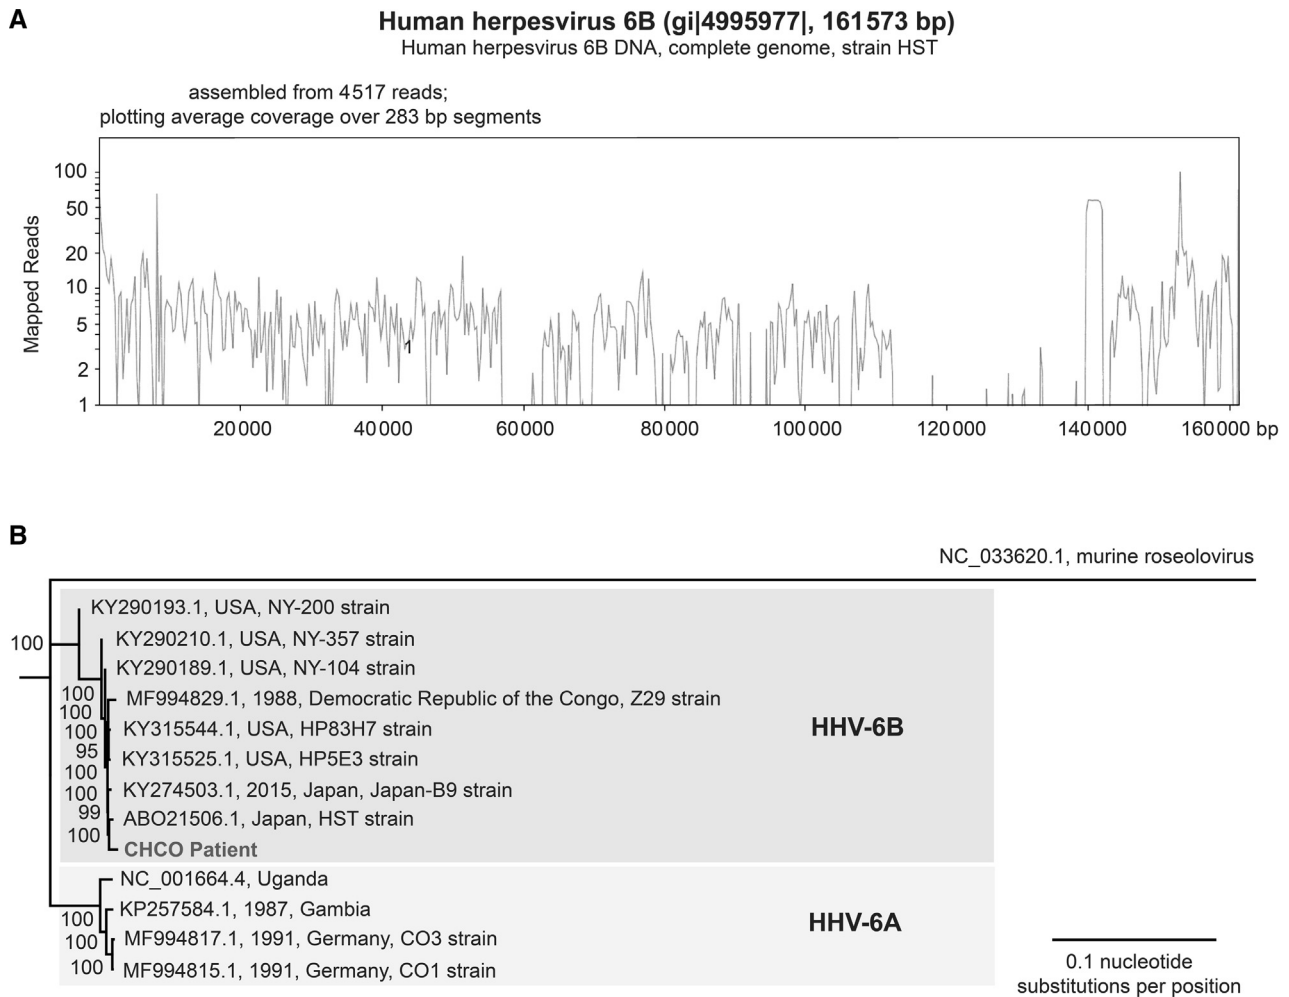 A
Human herpesvirus 6B (gi|4995977|, 161573 bp)
Human herpesvirus 6B DNA, complete genome, strain HST
assembled from 4517 reads;
plotting average coverage over 283 bp segments
Mapped Reads
100
50
20
10
5
2
1
1
20000 40000 60000 80000 100000 120000 140000 160000 bp
B
NC_033620.1, murine roseolovirus
KY290193.1, USA, NY-200 strain
100
KY290210.1, USA, NY-357 strain
KY290189.1, USA, NY-104 strain
100
MF994829.1, 1988, Democratic Republic of the Congo, Z29 strain
100
100
KY315544.1, USA, HP83H7 strain
HHV-6B
95
KY315525.1, USA, HP5E3 strain
100
100
KY274503.1, 2015, Japan, Japan-B9 strain
99
ABO21506.1, Japan, HST strain
100
CHCO Patient
NC_001664.4, Uganda
100
KP257584.1, 1987, Gambia
HHV-6A
100
MF994817.1, 1991, Germany, CO3 strain
100
MF994815.1, 1991, Germany, CO1 strain
0.1 nucleotide
substitutions per position